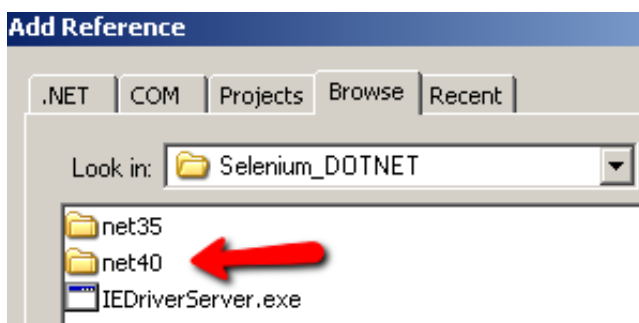 Add Reference
.NET COM Projects Browse Recent
Look in: Selenium_DOTNET
net35
net40
IEDriverServer.exe